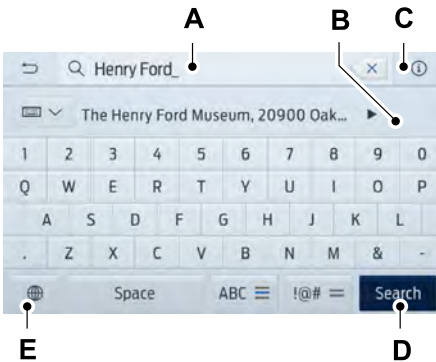 A
B
C
Henry Ford_
×
The Henry Ford Museum, 20900 Oak...
1 2 3 4 5 6 7 8 9 0
Q W E R T Y U I O P
A S D F G H J K L
. Z X C V B N M & -
Space ABC !@# = Search
E
D